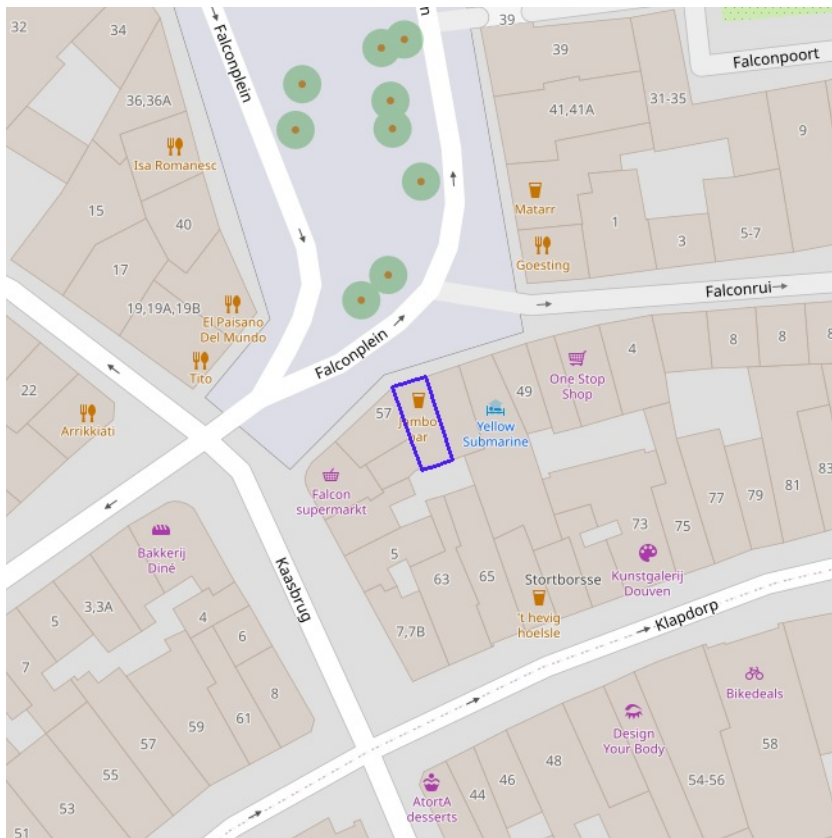 32
34
Falconplein
n
39
39
Falconpoort
36,36A
41,41A
31-35
9
Isa Romanesc
15
40
Matarr
1
3
5-7
17
Goesting
19,19A,19B
El Paisano
Del Mundo
Falconrui
Tito
Falconplein
4
8
8
8
One Stop
Shop
22
Arrikkiati
57
Jambo
bar
49
Yellow
Submarine
Falcon
supermarkt
83
81
79
77
75
73
Bakkerij
Diné
5
63
65
Stortborsse
Kunstgalerij
Douven
't hevig
hoelsle
Kaasbrug
Klapdorp
5
3,3A
4
6
7,7B
7
8
Bikedeals
59
61
57
Design
Your Body
58
55
48
54-56
53
46
44
AtortA
desserts
51